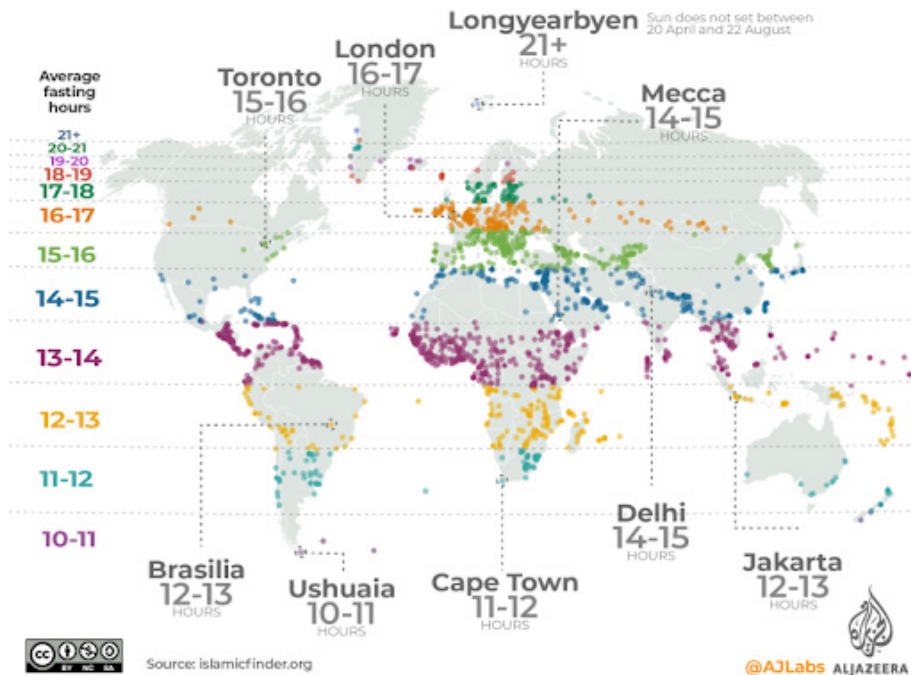 Longyearbyen
21+
HOURS
Sun does not set between
20 April and 22 August
London
16-17
HOURS
Toronto
15-16
HOURS
Mecca
14-15
HOURS
Average
fasting
hours
21+
20-21
19-20
18-19
17-18
16-17
15-16
14-15
13-14
12-13
11-12
10-11
Brasilia
12-13
HOURS
Ushuaia
10-11
HOURS
Cape Town
11-12
HOURS
Delhi
14-15
HOURS
Jakarta
12-13
HOURS
cc
BY NC SA
Source: islamicfinder.org
@AJLabs
ALJAZEERA